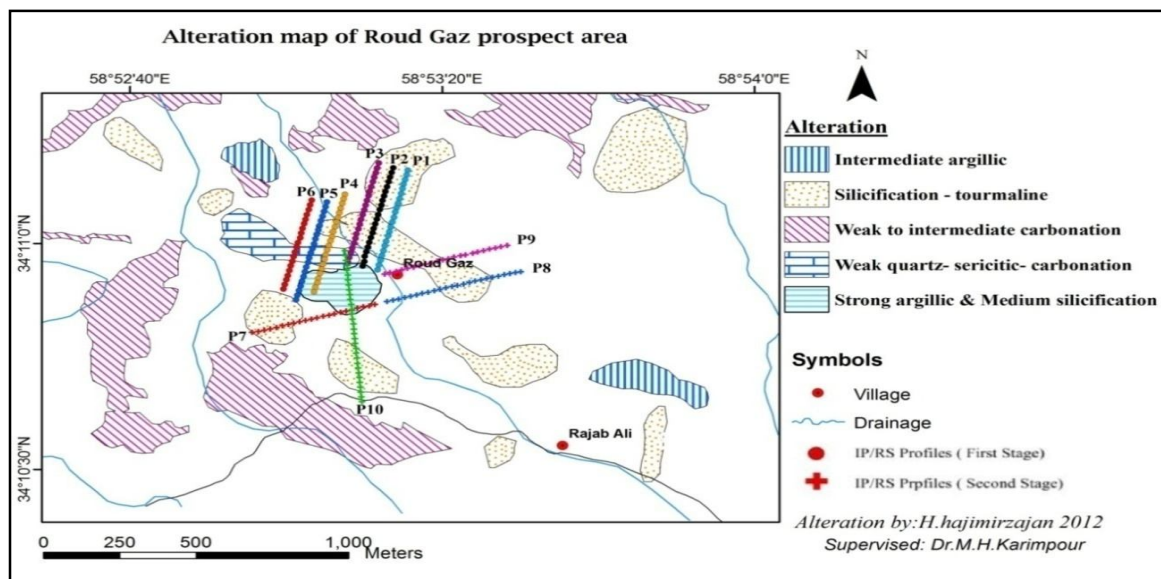 Alteration map of Roud Gaz prospect area
58°52'40"E
58°53'20"E
58°54'0"E
N
34°11'0"N
34°10'30"N
P3
P2
P1
P4
P6
P5
P9
Roud Gaz
P8
P7
P10
Rajab Ali
Alteration
Intermediate argillic
Silicification - tourmaline
Weak to intermediate carbonation
Weak quartz- sericitic- carbonation
Strong argillic & Medium silicification
Symbols
Village
Drainage
IP/RS Profiles ( First Stage)
IP/RS Prpfiles ( Second Stage)
Alteration by:H.hajimirzajan 2012
Supervised: Dr.M.H.Karimpour
0 250 500 1,000
Meters